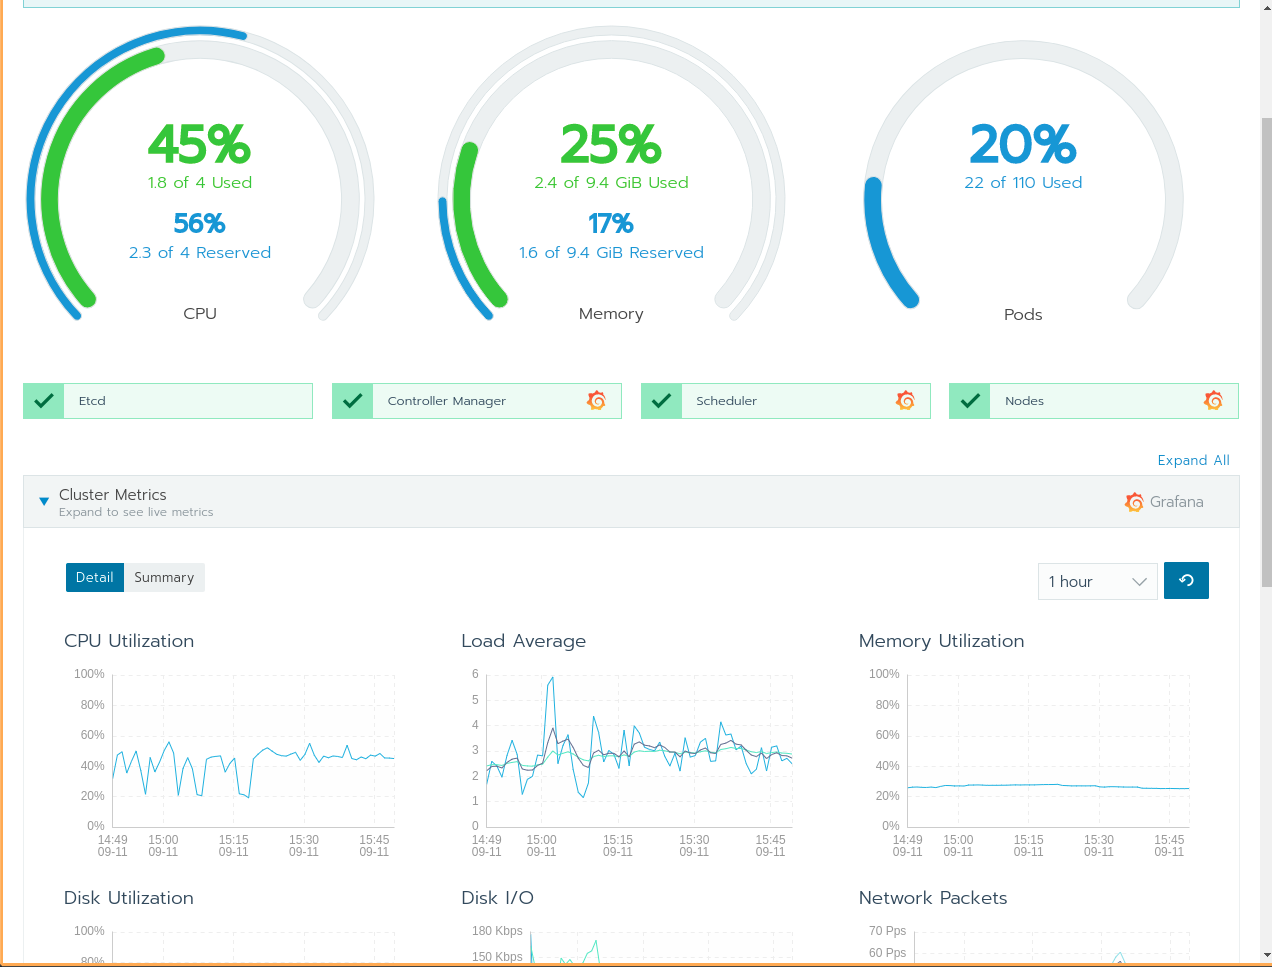 45%
1.8 of 4 Used
56%
2.3 of 4 Reserved
CPU
25%
2.4 of 9.4 GiB Used
17%
1.6 of 9.4 GiB Reserved
Memory
20%
22 of 110 Used
Pods
Etcd
Controller Manager
Scheduler
Nodes
Expand All
Cluster Metrics
Expand to see live metrics
Grafana
Detail
Summary
1 hour
CPU Utilization
100%
80%
60%
40%
20%
0%
14:49 15:00 15:15 15:30 15:45
09-11 09-11 09-11 09-11 09-11
Load Average
6
5
4
3
2
1
0
14:49 15:00 15:15 15:30 15:45
09-11 09-11 09-11 09-11 09-11
Memory Utilization
100%
80%
60%
40%
20%
0%
14:49 15:00 15:15 15:30 15:45
09-11 09-11 09-11 09-11 09-11
Disk Utilization
100%
80%
Disk I/O
180 Kbps
150 Kbps
Network Packets
70 Pps
60 Pps